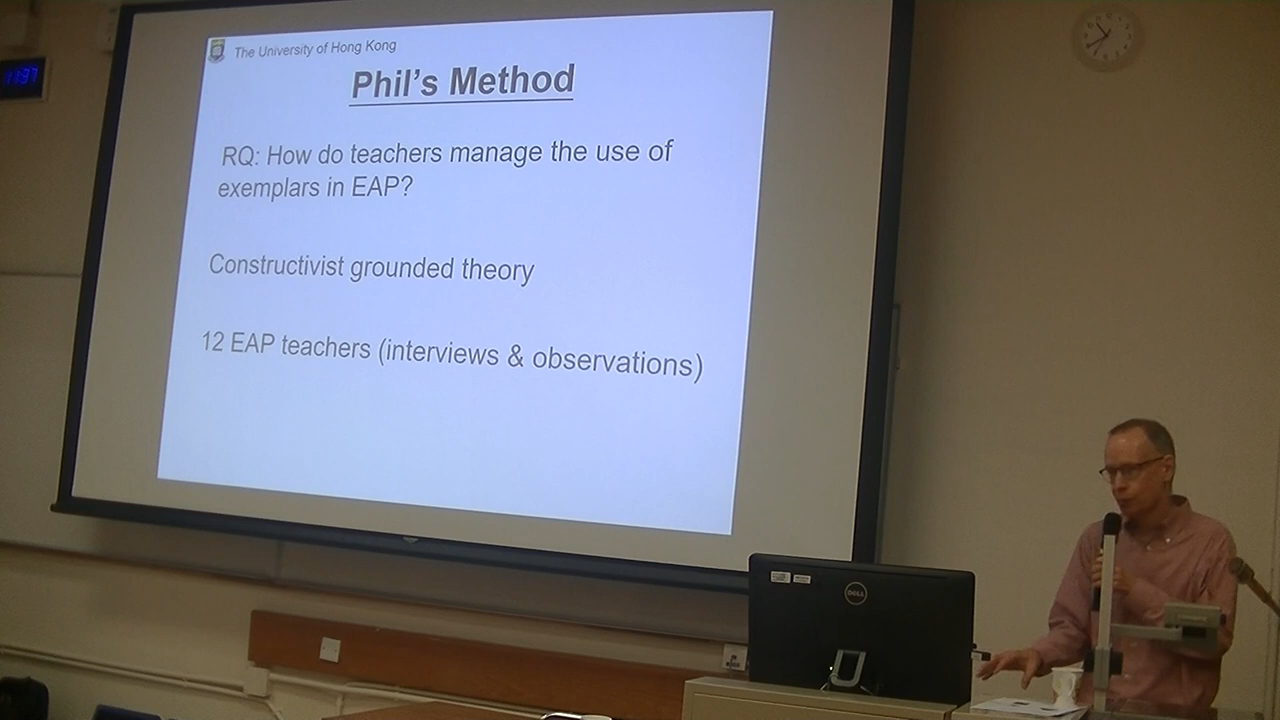 The University of Hong Kong
Phil's Method
RQ: How do teachers manage the use of
exemplars in EAP?
Constructivist grounded theory
12 EAP teachers (interviews & observations)
DELL